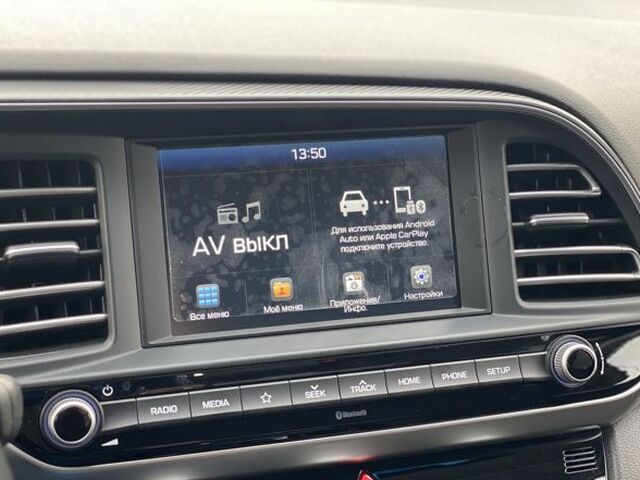 13:50
AV ВЫКЛ
Для использования Android
Auto или Apple CarPlay
подключите устройство.
Все меню
Моё меню
Приложения/
Инфо.
Настройки
RADIO
MEDIA
SEEK
TRACK
HOME
PHONE
SETUP
Bluetooth